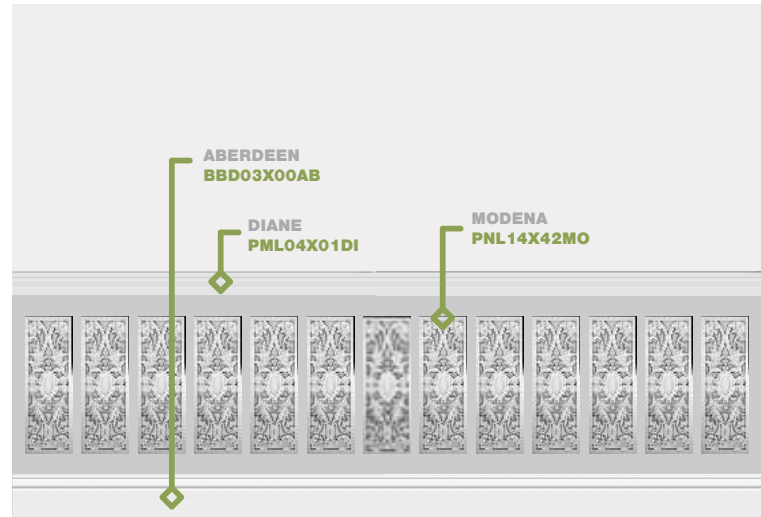 ABERDEEN
BBD03X00AB
DIANE
PML04X01DI
MODENA
PNL14X42MO